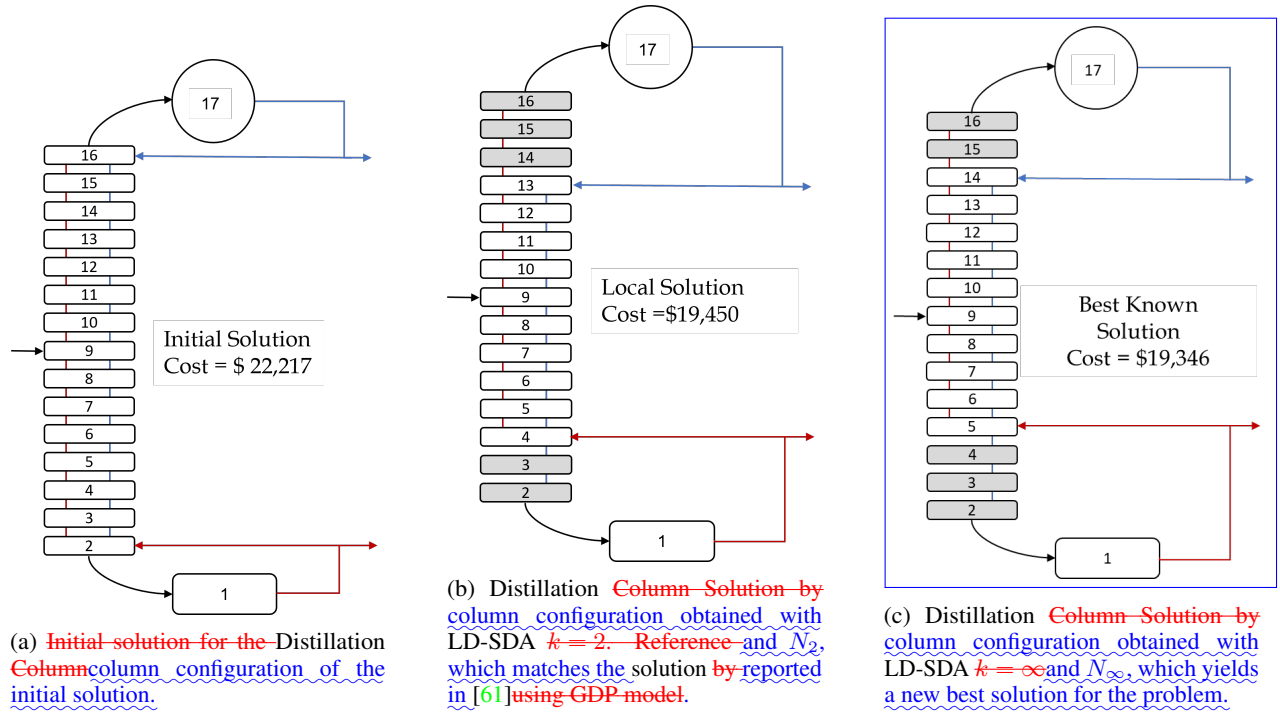 17
16
15
14
13
12
11
10
9
8
7
6
5
4
3
2
1
Initial Solution
Cost = $ 22,217
(a) Initial solution for the Distillation
Columncolumn configuration of the
initial solution.
17
16
15
14
13
12
11
10
9
8
7
6
5
4
3
2
1
Local Solution
Cost =$19,450
(b) Distillation Column Solution by
column configuration obtained with
LD-SDA k = 2. Reference and N₂,
which matches the solution by reported
in [61]using GDP model.
17
16
15
14
13
12
11
10
9
8
7
6
5
4
3
2
1
Best Known
Solution
Cost = $19,346
(c) Distillation Column Solution by
column configuration obtained with
LD-SDA k = ∞and N∞, which yields
a new best solution for the problem.